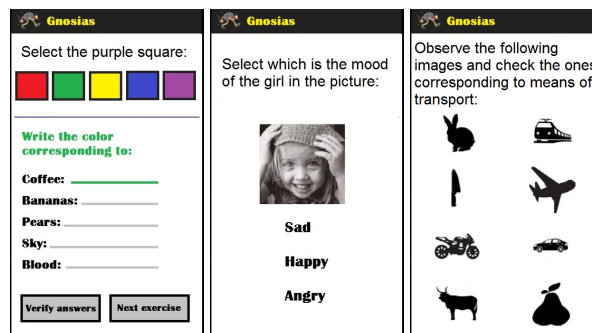 Gnosias
Select the purple square:
Write the color
corresponding to:
Coffee:
Bananas:
Pears:
Sky:
Blood:
Verify answers
Next exercise
Gnosias
Select which is the mood
of the girl in the picture:
Sad
Happy
Angry
Gnosias
Observe the following
images and check the ones
corresponding to means of
transport: